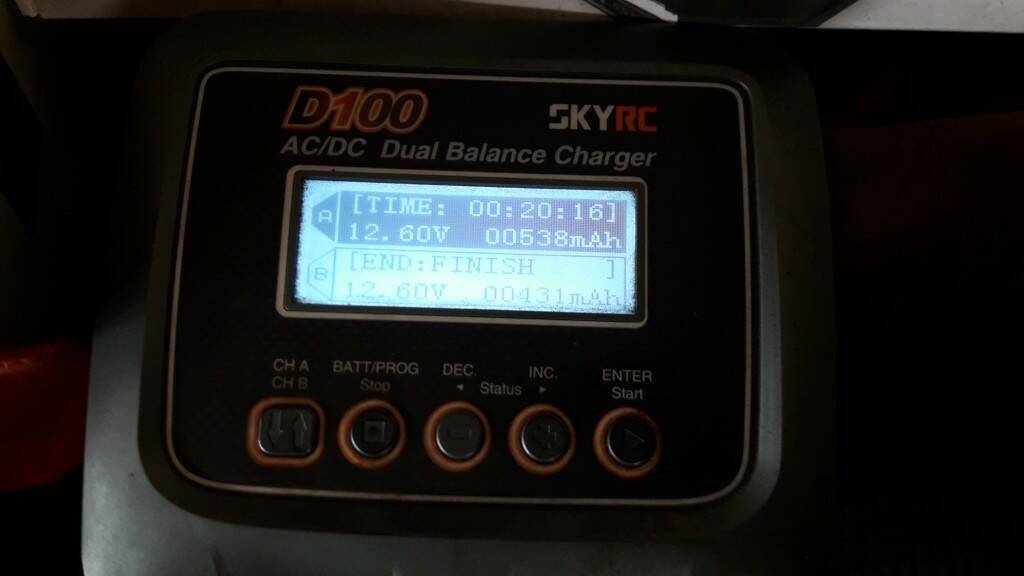 D100
SKYRC
AC/DC Dual Balance Charger
A
[TIME: 00:20:16]
12.60V 00538mAh
B
[END:FINISH ]
12.60V 00431mAh
CH A
CH B
BATT/PROG
Stop
DEC.
INC.
◄ Status ►
ENTER
Start